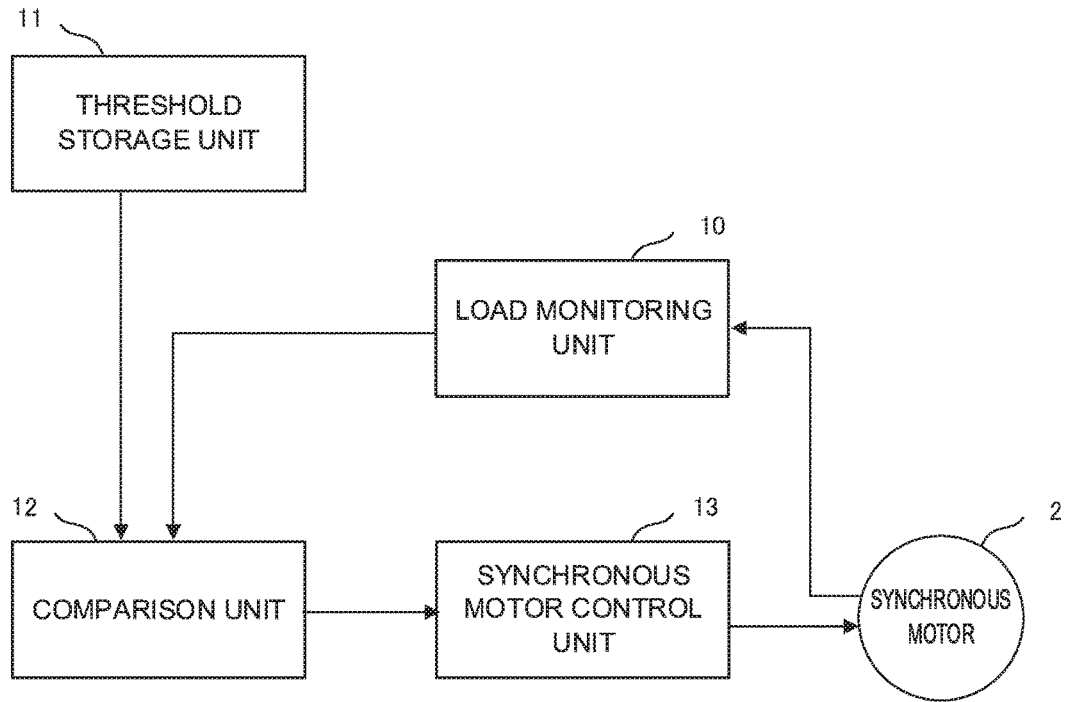 11
THRESHOLD
STORAGE UNIT
10
LOAD MONITORING
UNIT
12
COMPARISON UNIT
13
SYNCHRONOUS
MOTOR CONTROL
UNIT
2
SYNCHRONOUS
MOTOR